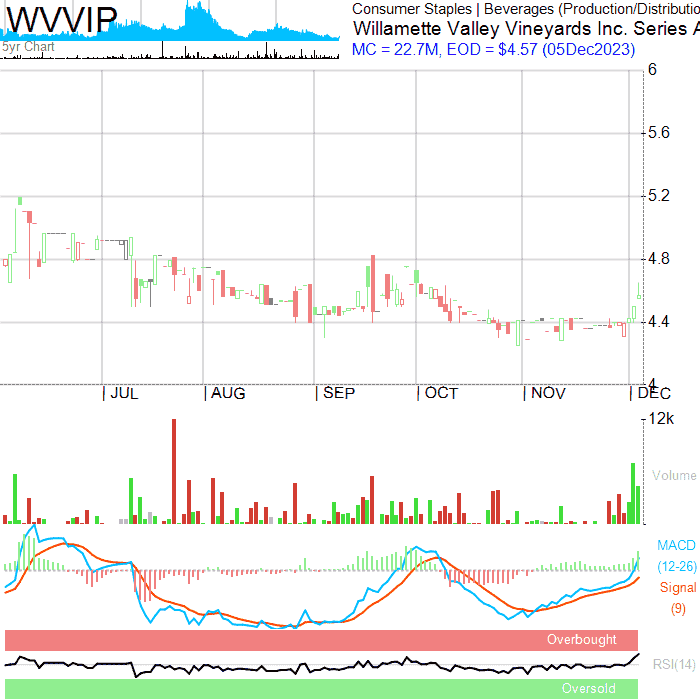 WVVIP
5yr Chart
Consumer Staples | Beverages (Production/Distributio
Willamette Valley Vineyards Inc. Series A
MC = 22.7M, EOD = $4.57 (05Dec2023)
6
5.6
5.2
4.8
4.4
4
| JUL | AUG | SEP | OCT | NOV | DEC
12k
Volume
MACD
(12-26)
Signal
(9)
Overbought
RSI(14)
Oversold